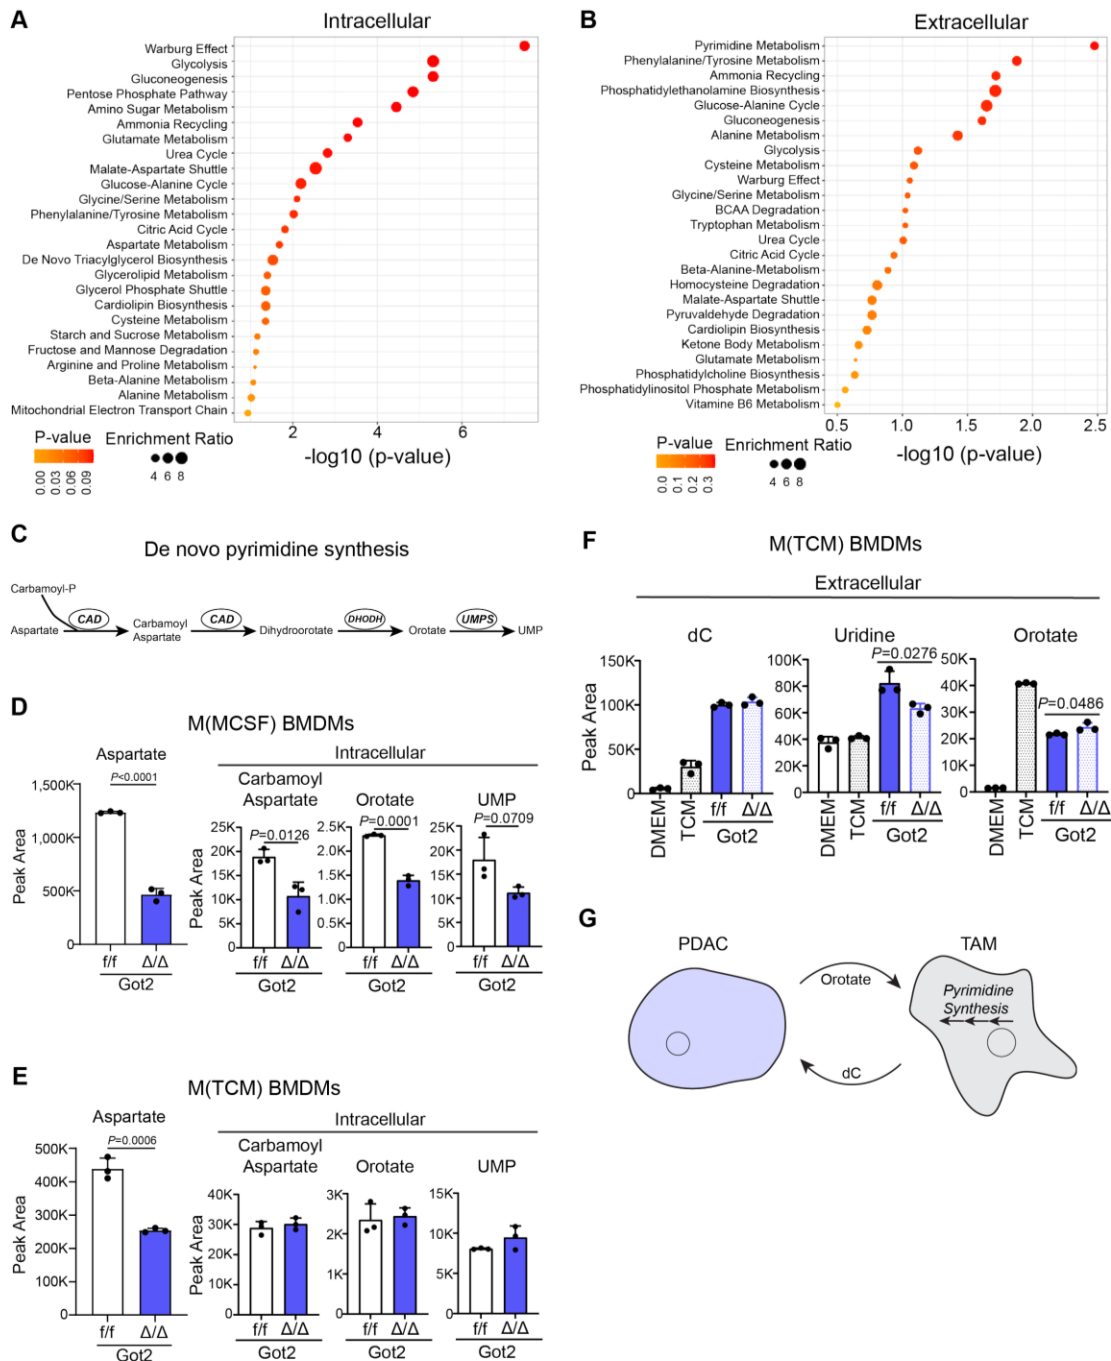 A
Intracellular
Warburg Effect
Glycolysis
Gluconeogenesis
Pentose Phosphate Pathway
Amino Sugar Metabolism
Ammonia Recycling
Glutamate Metabolism
Urea Cycle
Malate-Aspartate Shuttle
Glucose-Alanine Cycle
Glycine/Serine Metabolism
Phenylalanine/Tyrosine Metabolism
Citric Acid Cycle
Aspartate Metabolism
De Novo Triacylglycerol Biosynthesis
Glycerolipid Metabolism
Glycerol Phosphate Shuttle
Cardiolipin Biosynthesis
Cysteine Metabolism
Starch and Sucrose Metabolism
Fructose and Mannose Degradation
Arginine and Proline Metabolism
Beta-Alanine Metabolism
Alanine Metabolism
Mitochondrial Electron Transport Chain
2 4 6
-log10 (p-value)
P-value
0.00 0.03 0.06 0.09
Enrichment Ratio
4 6 8
B
Extracellular
Pyrimidine Metabolism
Phenylalanine/Tyrosine Metabolism
Ammonia Recycling
Phosphatidylethanolamine Biosynthesis
Glucose-Alanine Cycle
Gluconeogenesis
Alanine Metabolism
Glycolysis
Cysteine Metabolism
Warburg Effect
Glycine/Serine Metabolism
BCAA Degradation
Tryptophan Metabolism
Urea Cycle
Citric Acid Cycle
Beta-Alanine-Metabolism
Homocysteine Degradation
Malate-Aspartate Shuttle
Pyruvaldehyde Degradation
Cardiolipin Biosynthesis
Ketone Body Metabolism
Glutamate Metabolism
Phosphatidylcholine Biosynthesis
Phosphatidylinositol Phosphate Metabolism
Vitamine B6 Metabolism
0.5 1.0 1.5 2.0 2.5
-log10 (p-value)
P-value
0.0 0.1 0.2 0.3
Enrichment Ratio
4 6 8
C
De novo pyrimidine synthesis
Carbamoyl-P
Aspartate
CAD
Carbamoyl
Aspartate
CAD
Dihydroorotate
DHODH
Orotate
UMPS
UMP
D
M(MCSF) BMDMs
Aspartate
P<0.0001
1,500K
1,000K
500K
0
f/f Δ/Δ
Got2
Intracellular
Peak Area
Carbamoyl
Aspartate
P=0.0126
25K
20K
15K
10K
5K
0
f/f Δ/Δ
Got2
Orotate
P=0.0001
2.5K
2.0K
1.5K
1.0K
0.5K
0
f/f Δ/Δ
Got2
UMP
P=0.0709
25K
20K
15K
10K
5K
0
f/f Δ/Δ
Got2
E
M(TCM) BMDMs
Aspartate
P=0.0006
Peak Area
500K
400K
300K
200K
100K
0
f/f Δ/Δ
Got2
Intracellular
Peak Area
Carbamoyl
Aspartate
40K
30K
20K
10K
0
f/f Δ/Δ
Got2
Orotate
3K
2K
1K
0
f/f Δ/Δ
Got2
UMP
15K
10K
5K
0
f/f Δ/Δ
Got2
F
M(TCM) BMDMs
Extracellular
Peak Area
dC
150K
100K
50K
0
DMEM TCM f/f Δ/Δ
Got2
Uridine
P=0.0276
100K
80K
60K
40K
20K
0
DMEM TCM f/f Δ/Δ
Got2
Orotate
P=0.0486
50K
40K
30K
20K
10K
0
DMEM TCM f/f Δ/Δ
Got2
G
PDAC
TAM
Orotate
Pyrimidine
Synthesis
dC